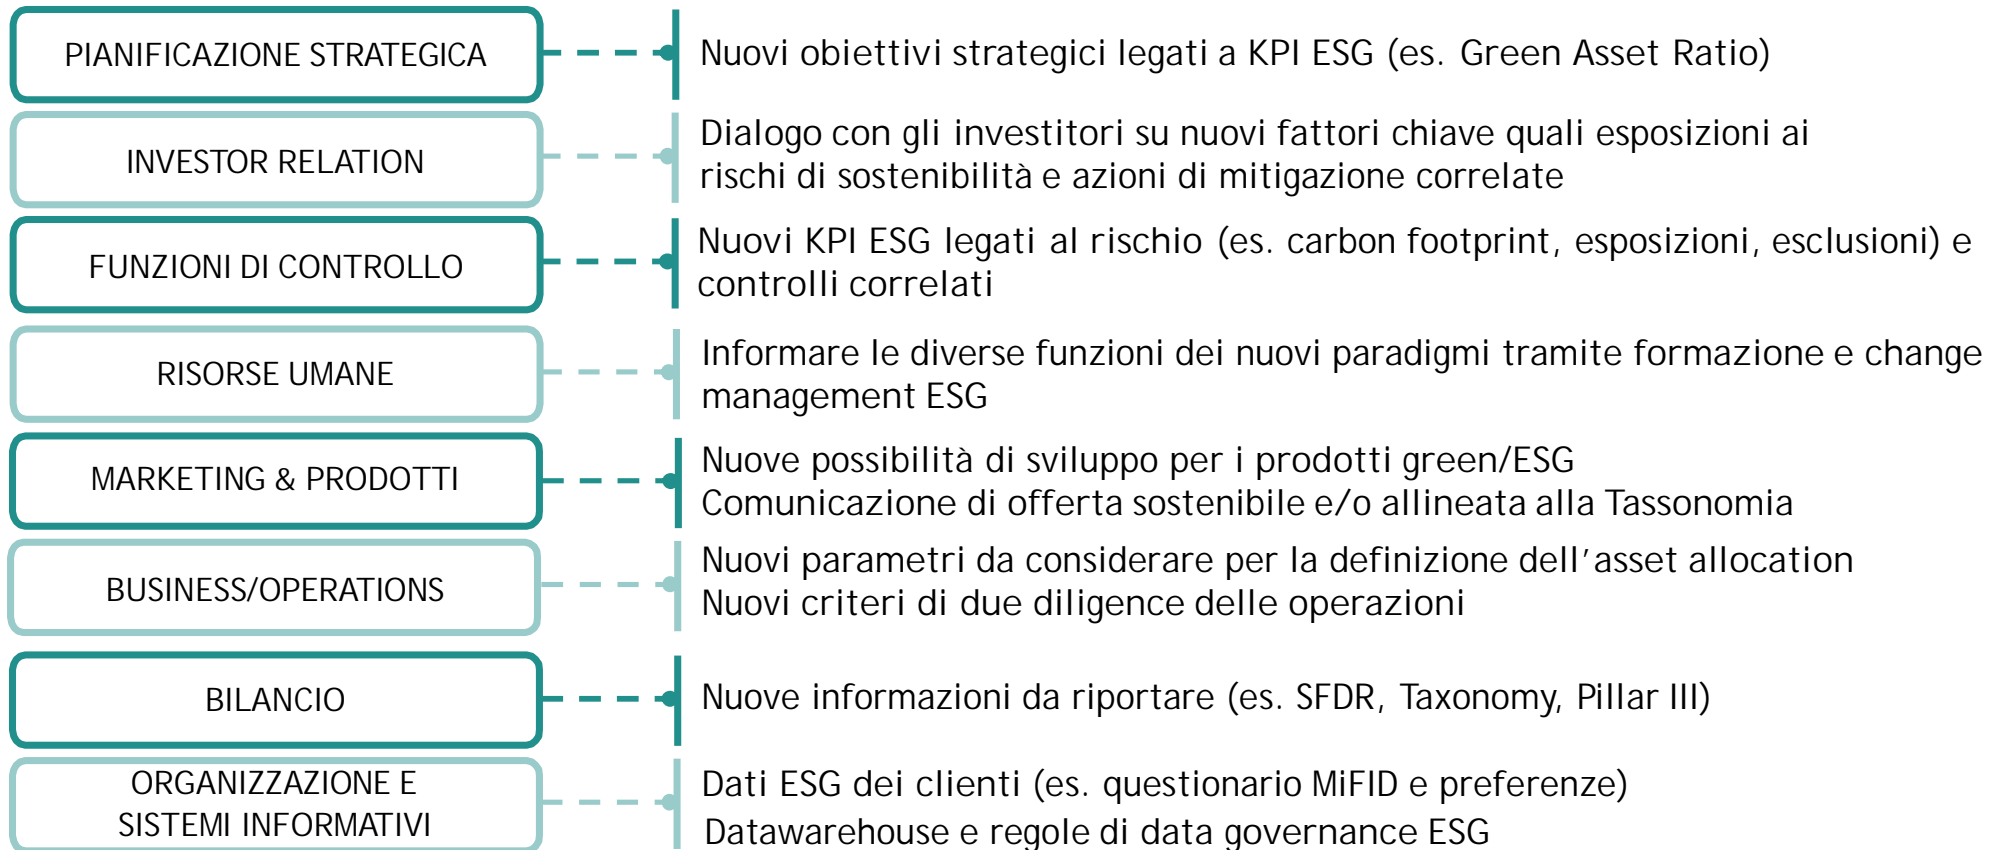 PIANIFICAZIONE STRATEGICA
Nuovi obiettivi strategici legati a KPI ESG (es. Green Asset Ratio)
INVESTOR RELATION
Dialogo con gli investitori su nuovi fattori chiave quali esposizioni ai
rischi di sostenibilità e azioni di mitigazione correlate
FUNZIONI DI CONTROLLO
Nuovi KPI ESG legati al rischio (es. carbon footprint, esposizioni, esclusioni) e
controlli correlati
RISORSE UMANE
Informare le diverse funzioni dei nuovi paradigmi tramite formazione e change
management ESG
MARKETING & PRODOTTI
Nuove possibilità di sviluppo per i prodotti green/ESG
Comunicazione di offerta sostenibile e/o allineata alla Tassonomia
BUSINESS/OPERATIONS
Nuovi parametri da considerare per la definizione dell’asset allocation
Nuovi criteri di due diligence delle operazioni
BILANCIO
Nuove informazioni da riportare (es. SFDR, Taxonomy, Pillar III)
ORGANIZZAZIONE E
SISTEMI INFORMATIVI
Dati ESG dei clienti (es. questionario MiFID e preferenze)
Datawarehouse e regole di data governance ESG